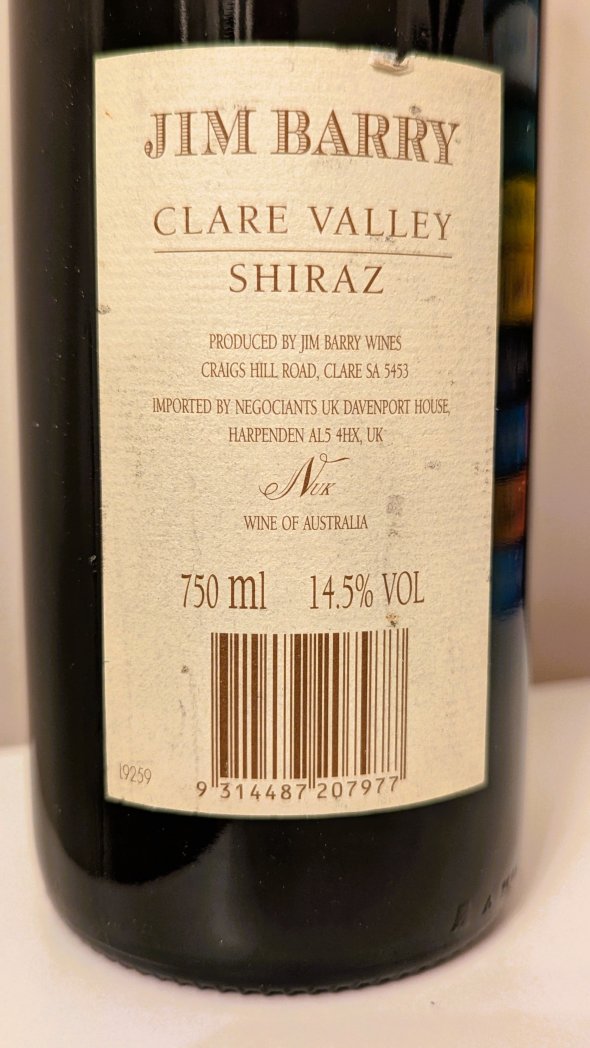 JIM BARRY
CLARE VALLEY
SHIRAZ
PRODUCED BY JIM BARRY WINES
CRAIGS HILL ROAD, CLARE SA 5453
IMPORTED BY NEGOCIANTS UK DAVENPORT HOUSE,
HARPENDEN AL5 4HX, UK
NUK
WINE OF AUSTRALIA
750 ml 14.5% VOL
L9259
9 314487 207977